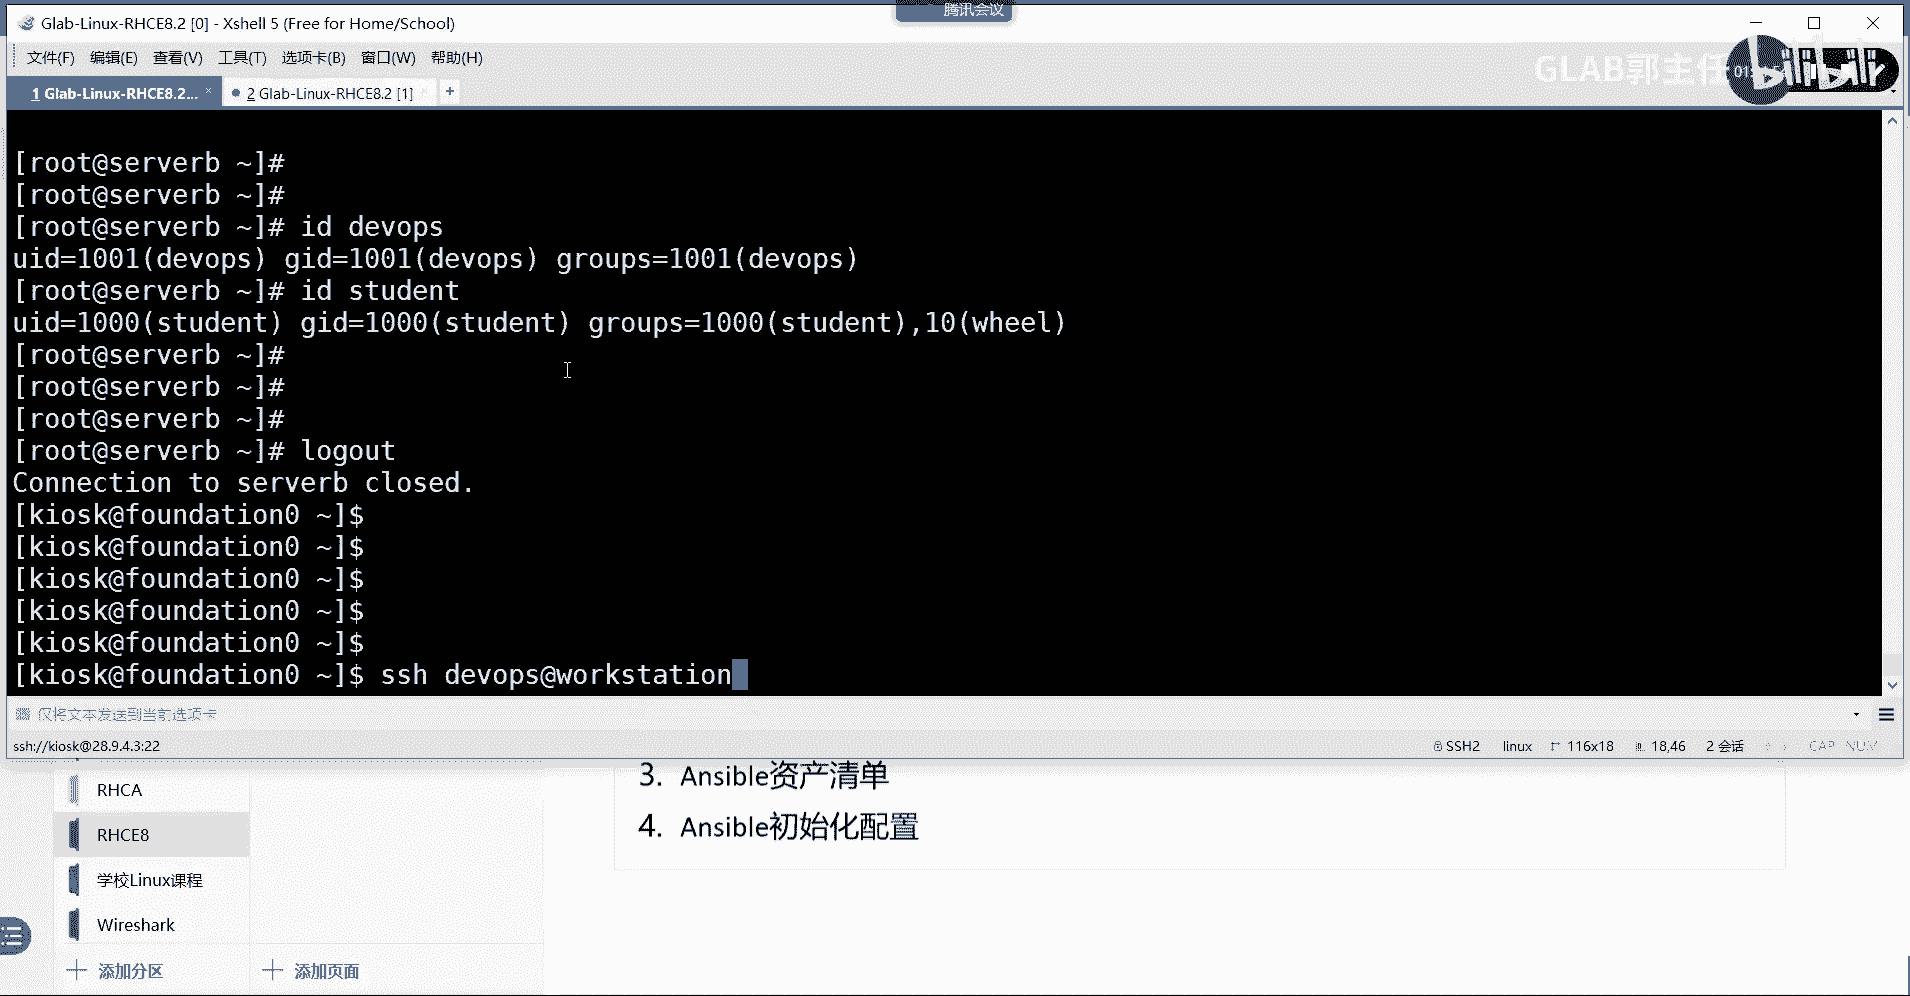 腾讯会议
Glab-Linux-RHCE8.2 [0] - Xshell 5 (Free for Home/School)
文件(F) 编辑(E) 查看(V) 工具(T) 选项卡(B) 窗口(W) 帮助(H)
GLAB郭主任
bilibili
1 Glab-Linux-RHCE8.2... × 2 Glab-Linux-RHCE8.2 [1] +
[root@serverb ~]#
[root@serverb ~]#
[root@serverb ~]# id devops
uid=1001(devops) gid=1001(devops) groups=1001(devops)
[root@serverb ~]# id student
uid=1000(student) gid=1000(student) groups=1000(student),10(wheel)
[root@serverb ~]#
[root@serverb ~]#
[root@serverb ~]#
[root@serverb ~]# logout
Connection to serverb closed.
[kiosk@foundation0 ~]$
[kiosk@foundation0 ~]$
[kiosk@foundation0 ~]$
[kiosk@foundation0 ~]$
[kiosk@foundation0 ~]$
[kiosk@foundation0 ~]$ ssh devops@workstation
仅将文本发送到当前选项卡
ssh://kiosk@28.9.4.3:22 SSH2 linux 116x18 18,46 2 会话 CAP NUM
3. Ansible资产清单
4. Ansible初始化配置
RHCA
RHCE8
学校Linux课程
Wireshark
添加分区 添加页面